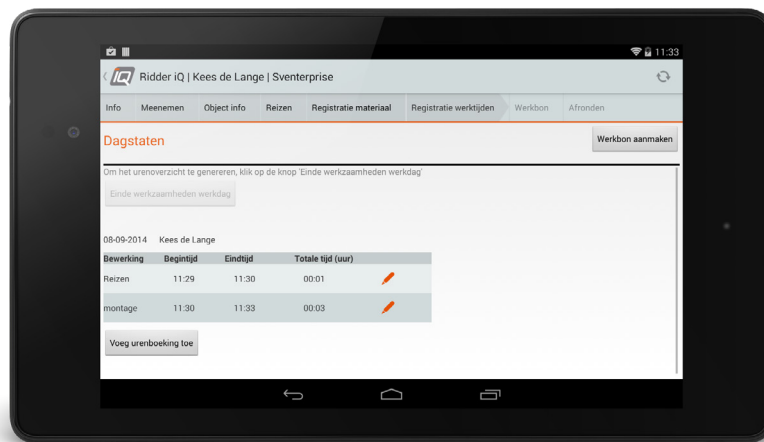 11:33
iQ Ridder iQ | Kees de Lange | Sventerprise
Info Meenemen Object info Reizen Registratie materiaal Registratie werktijden Werkbon Afronden
Dagstaten Werkbon aanmaken
Om het urenoverzicht te genereren, klik op de knop 'Einde werkzaamheden werkdag'
Einde werkzaamheden werkdag
08-09-2014 Kees de Lange
Bewerking Begintijd Eindtijd Totale tijd (uur)
Reizen 11:29 11:30 00:01
montage 11:30 11:33 00:03
Voeg urenboeking toe